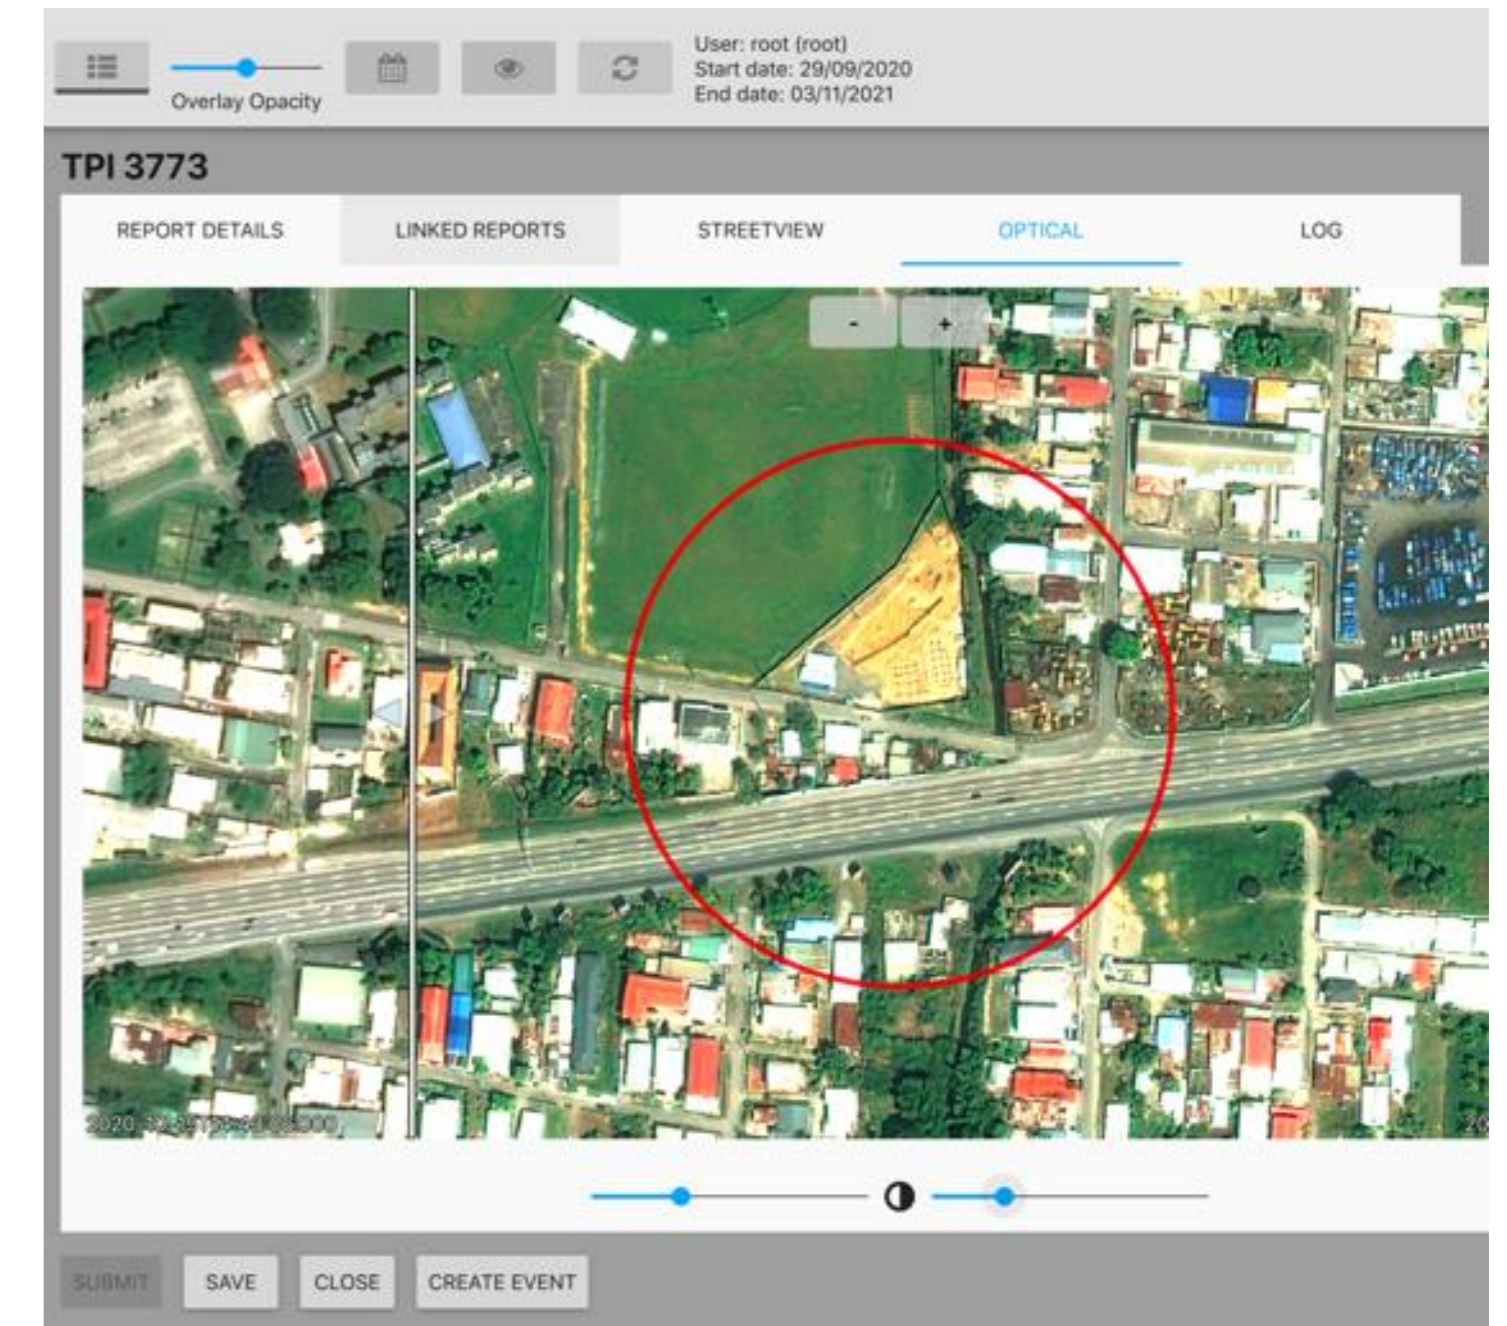 User: root (root)
Start date: 29/09/2020
End date: 03/11/2021
Overlay Opacity
TPI 3773
REPORT DETAILS
LINKED REPORTS
STREETVIEW
OPTICAL
LOG
- +
SUBMIT
SAVE
CLOSE
CREATE EVENT